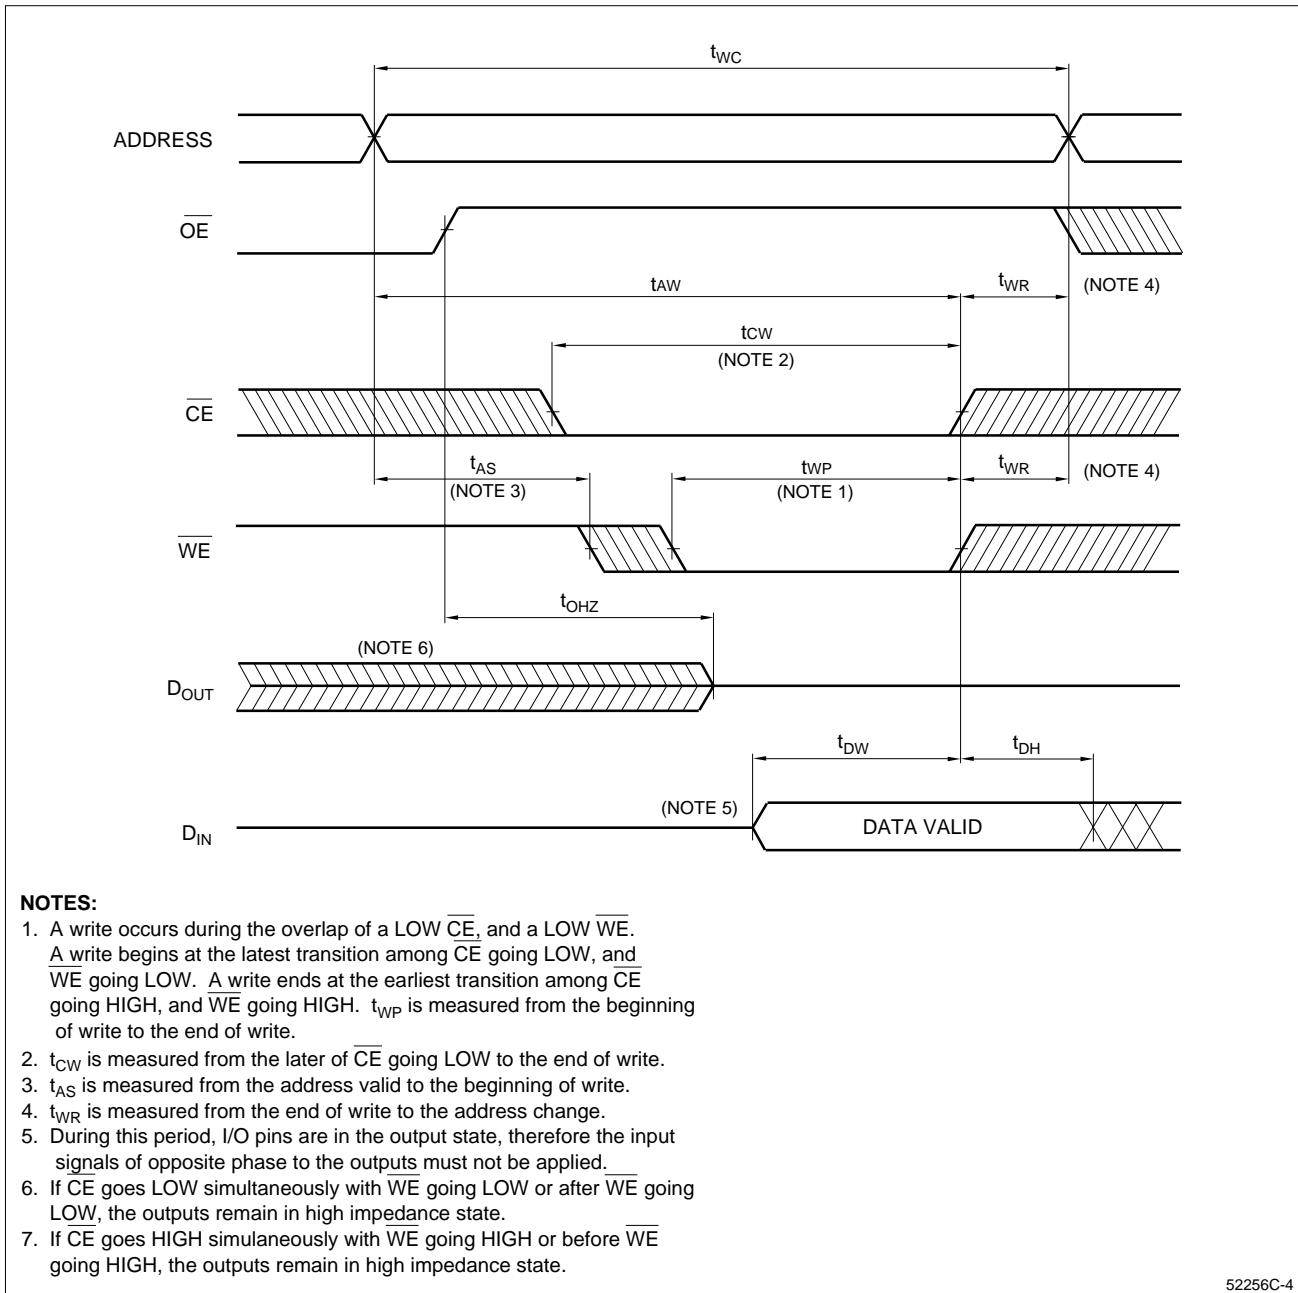 tWC
ADDRESS
OE
tAW
tWR
(NOTE 4)
tCW
(NOTE 2)
CE
tAS
(NOTE 3)
tWP
(NOTE 1)
tWR
(NOTE 4)
WE
tOHZ
(NOTE 6)
DOUT
tDW
tDH
(NOTE 5)
DIN
DATA VALID
NOTES:
1. A write occurs during the overlap of a LOW CE, and a LOW WE.
A write begins at the latest transition among CE going LOW, and
WE going LOW. A write ends at the earliest transition among CE
going HIGH, and WE going HIGH. tWP is measured from the beginning
of write to the end of write.
2. tCW is measured from the later of CE going LOW to the end of write.
3. tAS is measured from the address valid to the beginning of write.
4. tWR is measured from the end of write to the address change.
5. During this period, I/O pins are in the output state, therefore the input
signals of opposite phase to the outputs must not be applied.
6. If CE goes LOW simultaneously with WE going LOW or after WE going
LOW, the outputs remain in high impedance state.
7. If CE goes HIGH simultaneously with WE going HIGH or before WE
going HIGH, the outputs remain in high impedance state.
52256C-4